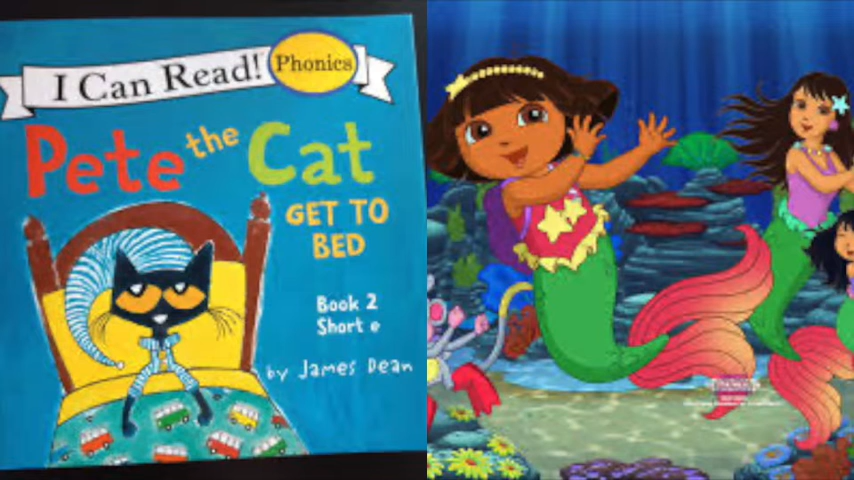 I Can Read!
Phonics
Pete the Cat
GET TO
BED
Book 2
Short e
by James Dean